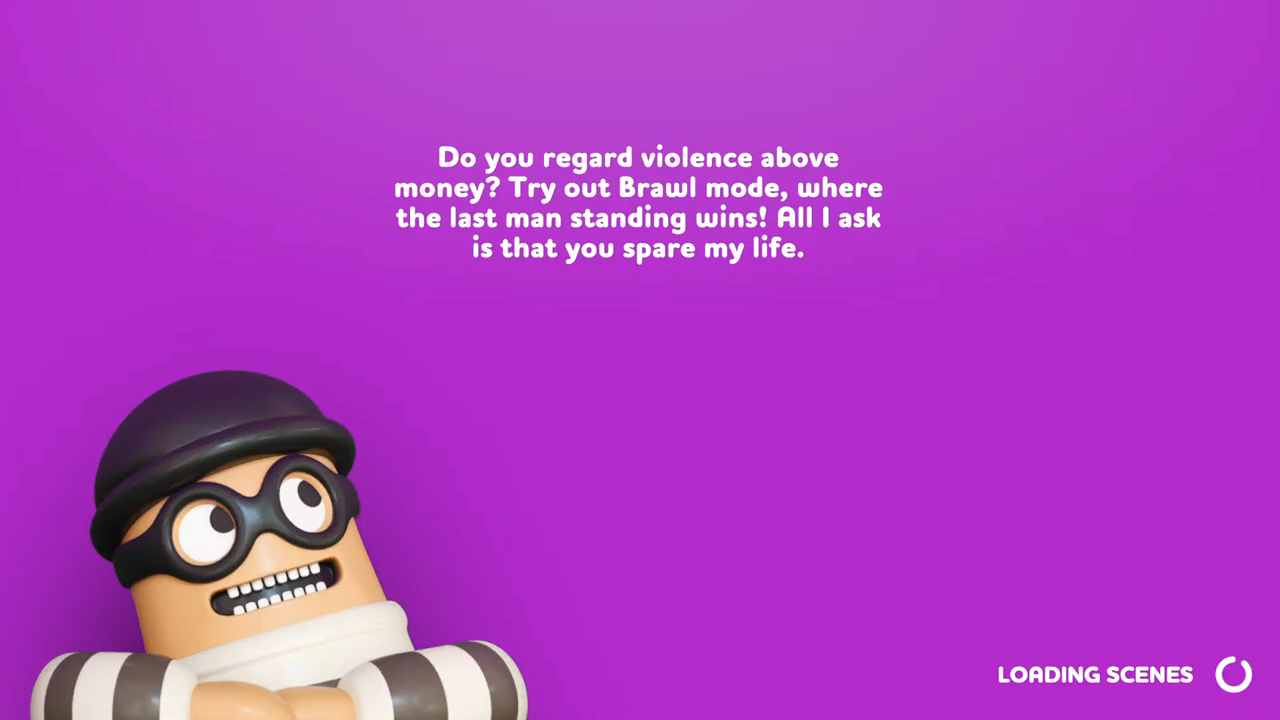 Do you regard violence above
money? Try out Brawl mode, where
the last man standing wins! All I ask
is that you spare my life.
LOADING SCENES